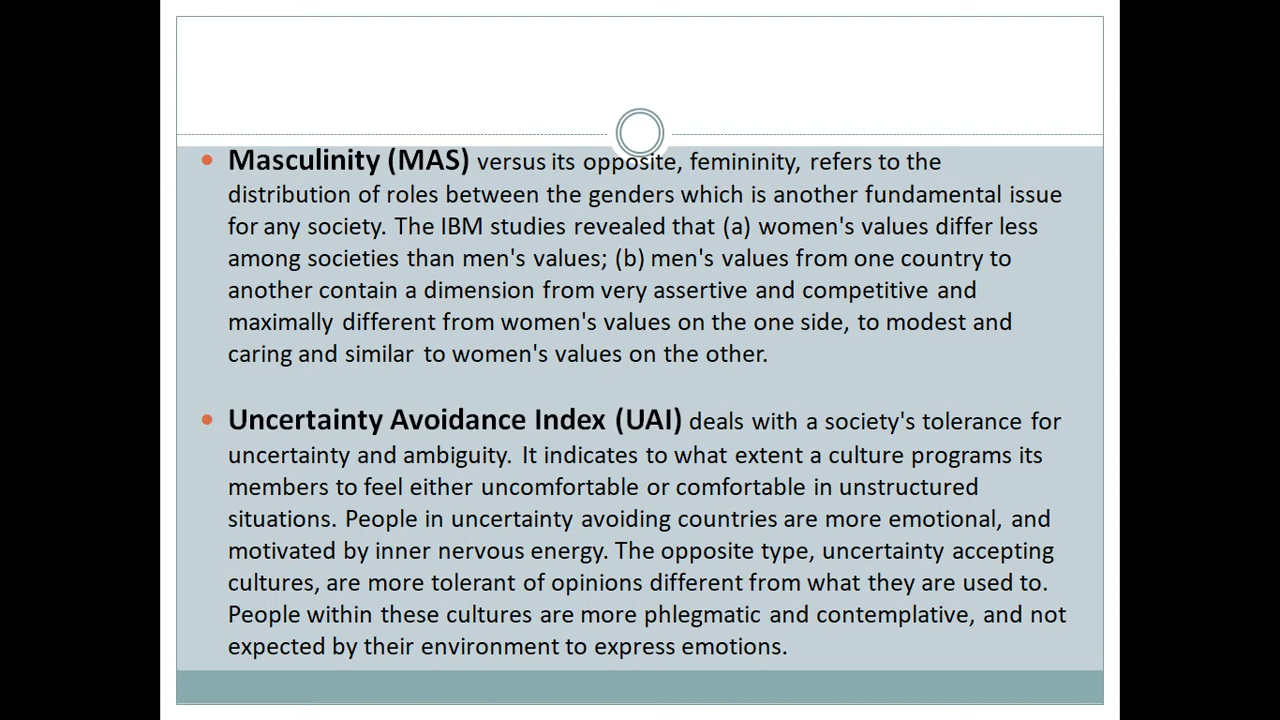 Masculinity (MAS) versus its opposite, femininity, refers to the
distribution of roles between the genders which is another fundamental issue
for any society. The IBM studies revealed that (a) women's values differ less
among societies than men's values; (b) men's values from one country to
another contain a dimension from very assertive and competitive and
maximally different from women's values on the one side, to modest and
caring and similar to women's values on the other.
Uncertainty Avoidance Index (UAI) deals with a society's tolerance for
uncertainty and ambiguity. It indicates to what extent a culture programs its
members to feel either uncomfortable or comfortable in unstructured
situations. People in uncertainty avoiding countries are more emotional, and
motivated by inner nervous energy. The opposite type, uncertainty accepting
cultures, are more tolerant of opinions different from what they are used to.
People within these cultures are more phlegmatic and contemplative, and not
expected by their environment to express emotions.